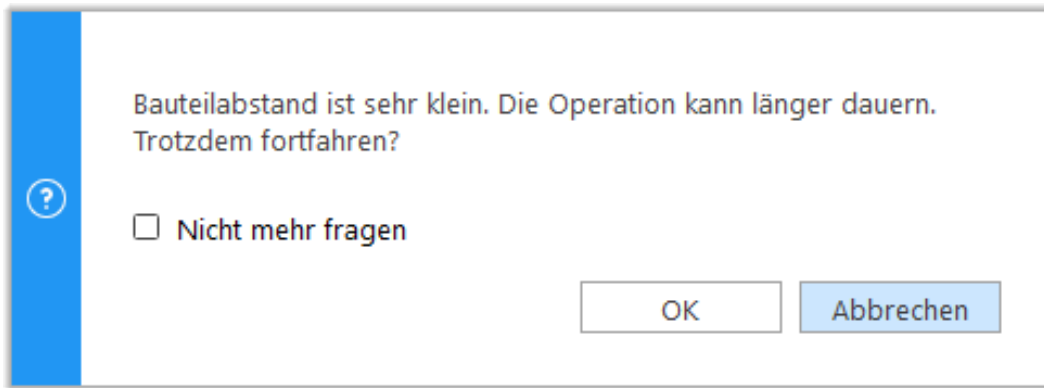 Bauteilabstand ist sehr klein. Die Operation kann länger dauern.
Trotzdem fortfahren?
?
Nicht mehr fragen
OK Abbrechen